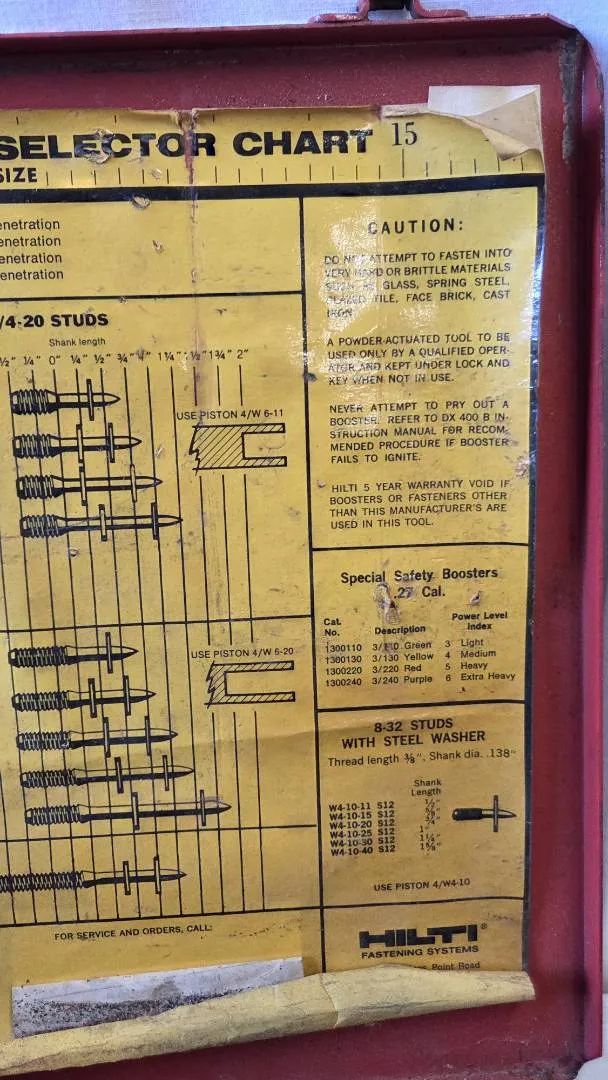 SELECTOR CHART 15
SIZE
enetration
enetration
enetration
enetration
/4-20 STUDS
Shank length
½" ¼" 0" ¼" ½" ¾" 1" 1¼" ½" 1¾" 2"
USE PISTON 4/W 6-11
USE PISTON 4/W 6-20
FOR SERVICE AND ORDERS, CALL:
CAUTION:
DO NOT ATTEMPT TO FASTEN INTO
VERY HARD OR BRITTLE MATERIALS
SUCH AS GLASS, SPRING STEEL,
GLAZED TILE, FACE BRICK, CAST
IRON
A POWDER-ACTUATED TOOL TO BE
USED ONLY BY A QUALIFIED OPER-
ATOR AND KEPT UNDER LOCK AND
KEY WHEN NOT IN USE.
NEVER ATTEMPT TO PRY OUT A
BOOSTER. REFER TO DX 400 B IN-
STRUCTION MANUAL FOR RECOM-
MENDED PROCEDURE IF BOOSTER
FAILS TO IGNITE.
HILTI 5 YEAR WARRANTY VOID IF
BOOSTERS OR FASTENERS OTHER
THAN THIS MANUFACTURER'S ARE
USED IN THIS TOOL.
Special Safety Boosters
.27 Cal.
Cat. No. Description Power Level Index
1300110 3/110 Green 3 Light
1300130 3/130 Yellow 4 Medium
1300220 3/220 Red 5 Heavy
1300240 3/240 Purple 6 Extra Heavy
8-32 STUDS
WITH STEEL WASHER
Thread length ⅜", Shank dia. .138"
Shank
Length
W4-10-11 S12 ½"
W4-10-15 S12 ⅝"
W4-10-20 S12 ¾"
W4-10-25 S12 1"
W4-10-30 S12 1¼"
W4-10-40 S12 1⅝"
USE PISTON 4/W4-10
HILTI®
FASTENING SYSTEMS
Point Road